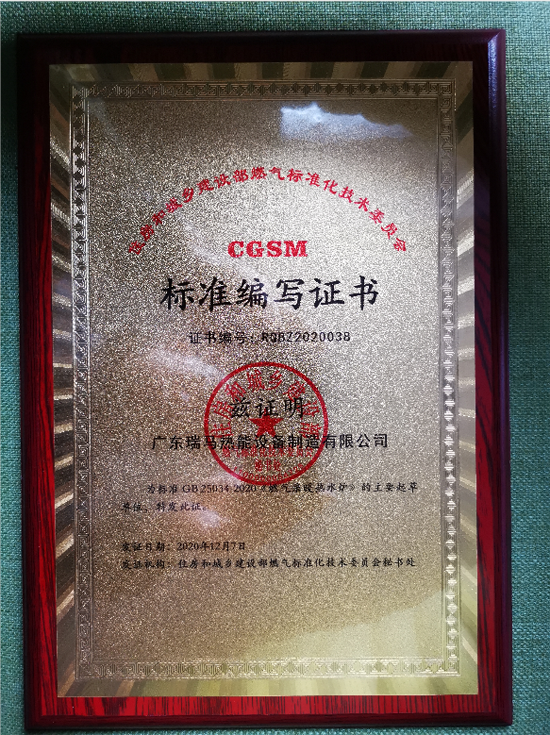 住房和城乡建设部燃气标准化技术委员会
CGSM
标准编写证书
证书编号：RQBZ2020038
兹证明
广东瑞马热能设备制造有限公司
为标准 GB 25034-2020《燃气采暖热水炉》的主要起草
单位，特发此证。
发证日期：2020年12月7日
发证机构：住房和城乡建设部燃气标准化技术委员会秘书处